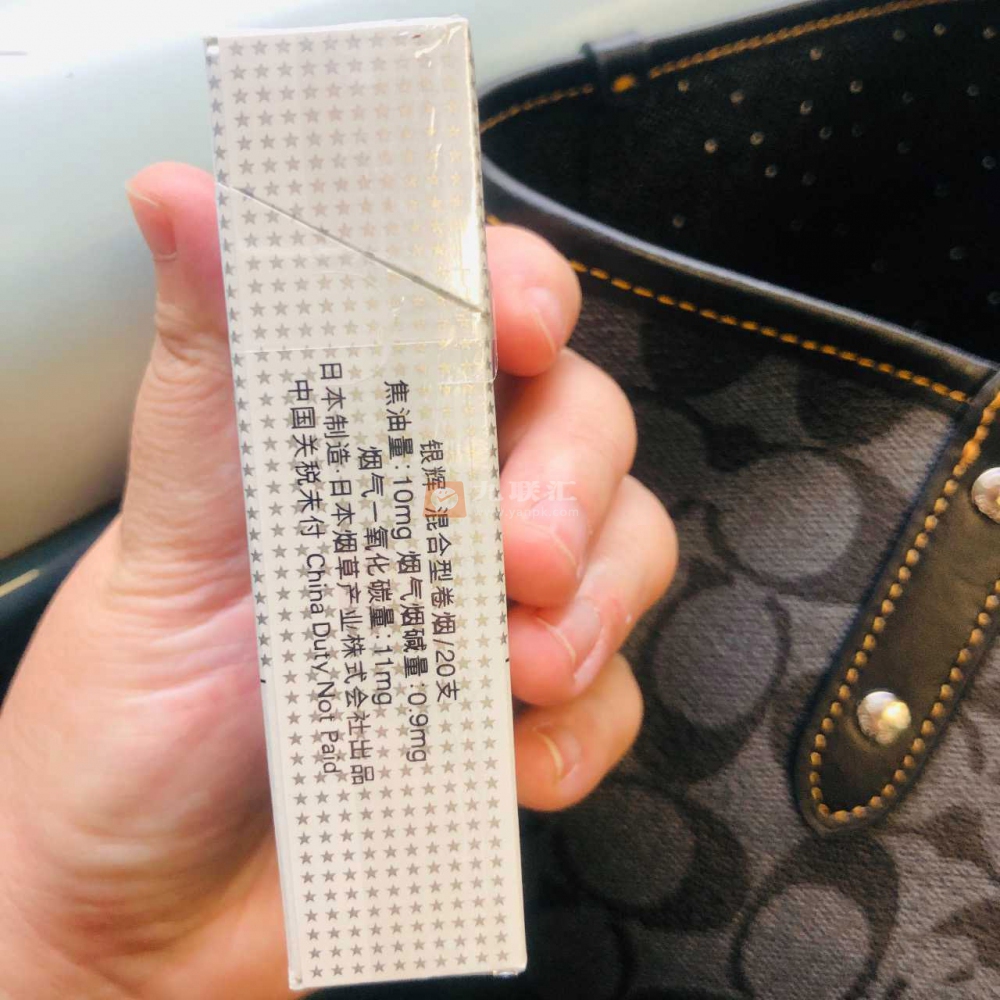 银辉 混合型卷烟/20支
焦油量:10mg 烟气烟碱量:0.9mg
烟气一氧化碳量:11mg
日本制造·日本烟草产业株式会社出品
中国关税未付 China Duty Not Paid
联汇